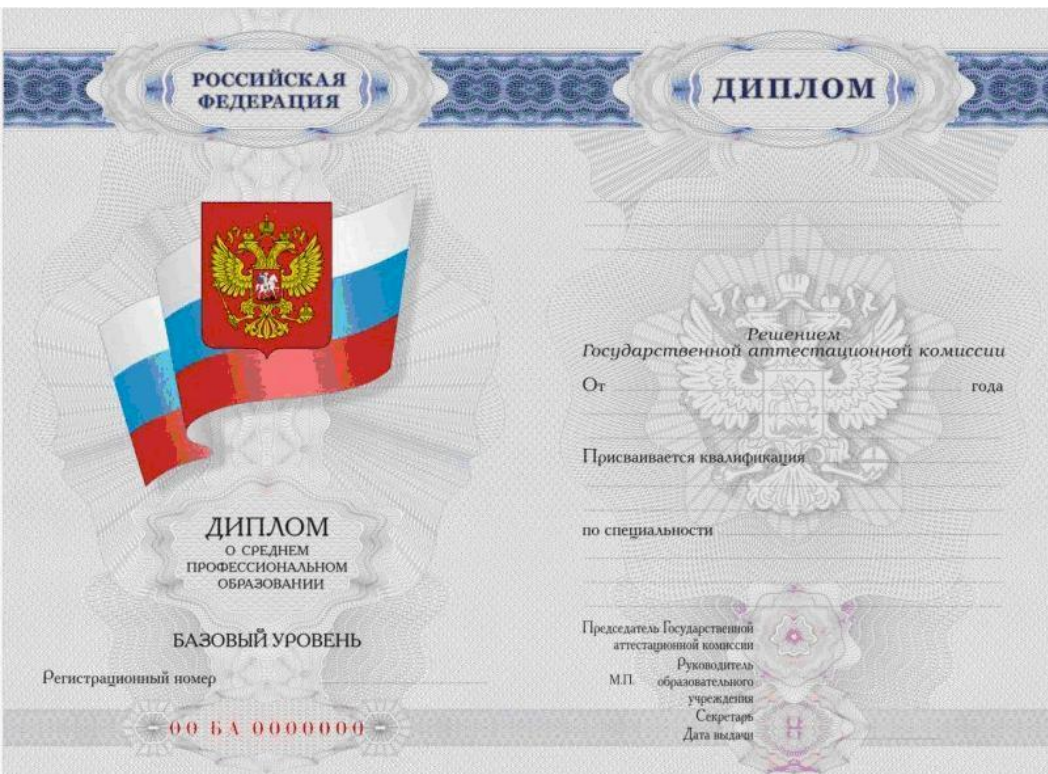 РОССИЙСКАЯ
ФЕДЕРАЦИЯ
ДИПЛОМ
О СРЕДНЕМ
ПРОФЕССИОНАЛЬНОМ
ОБРАЗОВАНИИ
БАЗОВЫЙ УРОВЕНЬ
Регистрационный номер
00 БА 0000000
ДИПЛОМ
Решением
Государственной аттестационной комиссии
От года
Присваивается квалификация
по специальности
Председатель Государственной
аттестационной комиссии
Руководитель
М.П. образовательного
учреждения
Секретарь
Дата выдачи